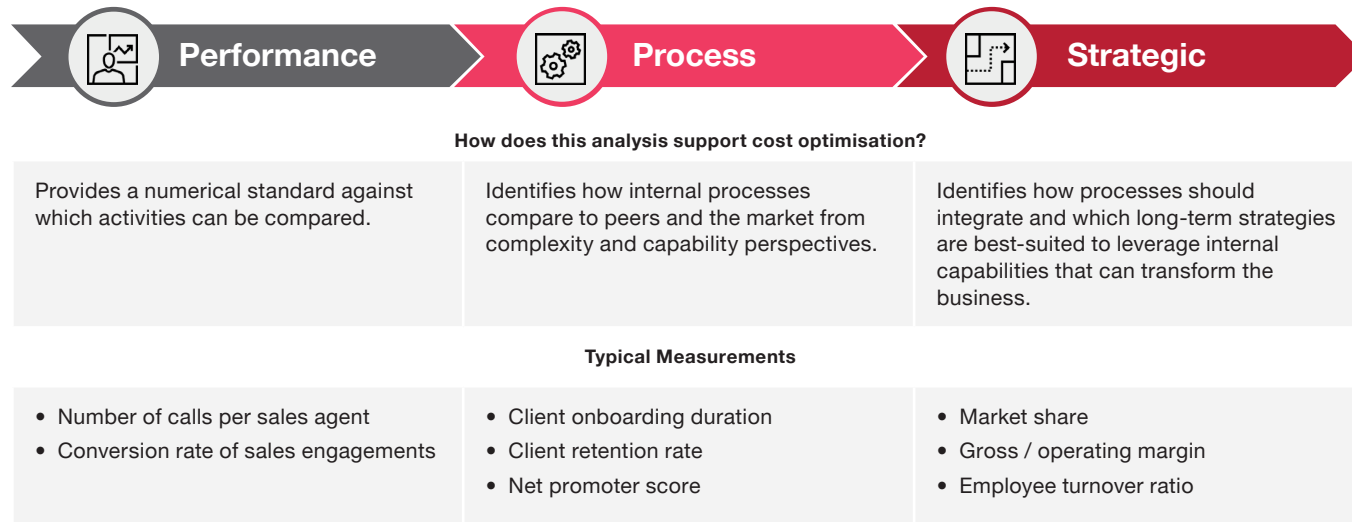 Performance
Process
Strategic
How does this analysis support cost optimisation?
Provides a numerical standard against
which activities can be compared.
Identifies how internal processes
compare to peers and the market from
complexity and capability perspectives.
Identifies how processes should
integrate and which long-term strategies
are best-suited to leverage internal
capabilities that can transform the
business.
Typical Measurements
• Number of calls per sales agent
• Conversion rate of sales engagements
• Client onboarding duration
• Client retention rate
• Net promoter score
• Market share
• Gross / operating margin
• Employee turnover ratio